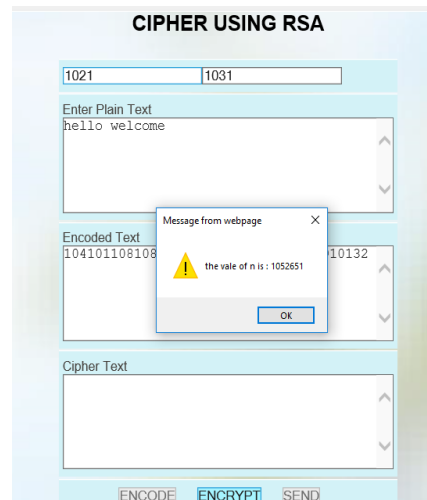 CIPHER USING RSA
1021 1031
Enter Plain Text
hello welcome
Message from webpage
the vale of n is : 1052651
OK
Encoded Text
104101108108 10132
Cipher Text
ENCODE ENCRYPT SEND